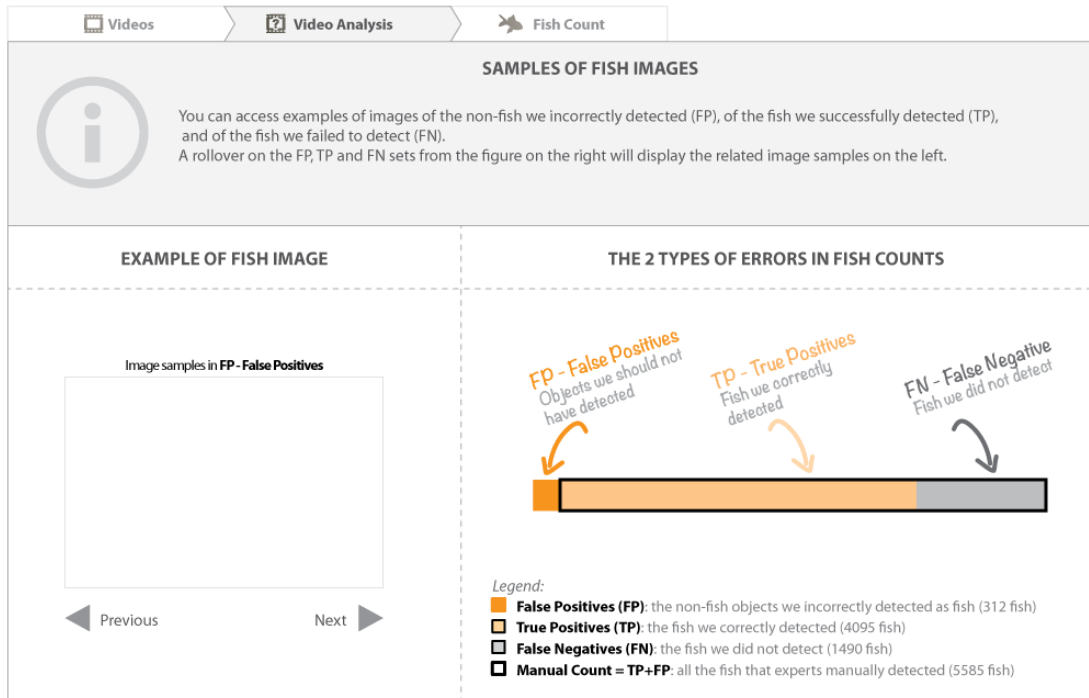 Videos
Video Analysis
Fish Count
SAMPLES OF FISH IMAGES
You can access examples of images of the non-fish we incorrectly detected (FP), of the fish we successfully detected (TP),
and of the fish we failed to detect (FN).
A rollover on the FP, TP and FN sets from the figure on the right will display the related image samples on the left.
EXAMPLE OF FISH IMAGE
Image samples in FP - False Positives
Previous
Next
THE 2 TYPES OF ERRORS IN FISH COUNTS
FP - False Positives
Objects we should not
have detected
TP - True Positives
Fish we correctly
detected
FN - False Negative
Fish we did not detect
Legend:
False Positives (FP): the non-fish objects we incorrectly detected as fish (312 fish)
True Positives (TP): the fish we correctly detected (4095 fish)
False Negatives (FN): the fish we did not detect (1490 fish)
Manual Count = TP+FP: all the fish that experts manually detected (5585 fish)